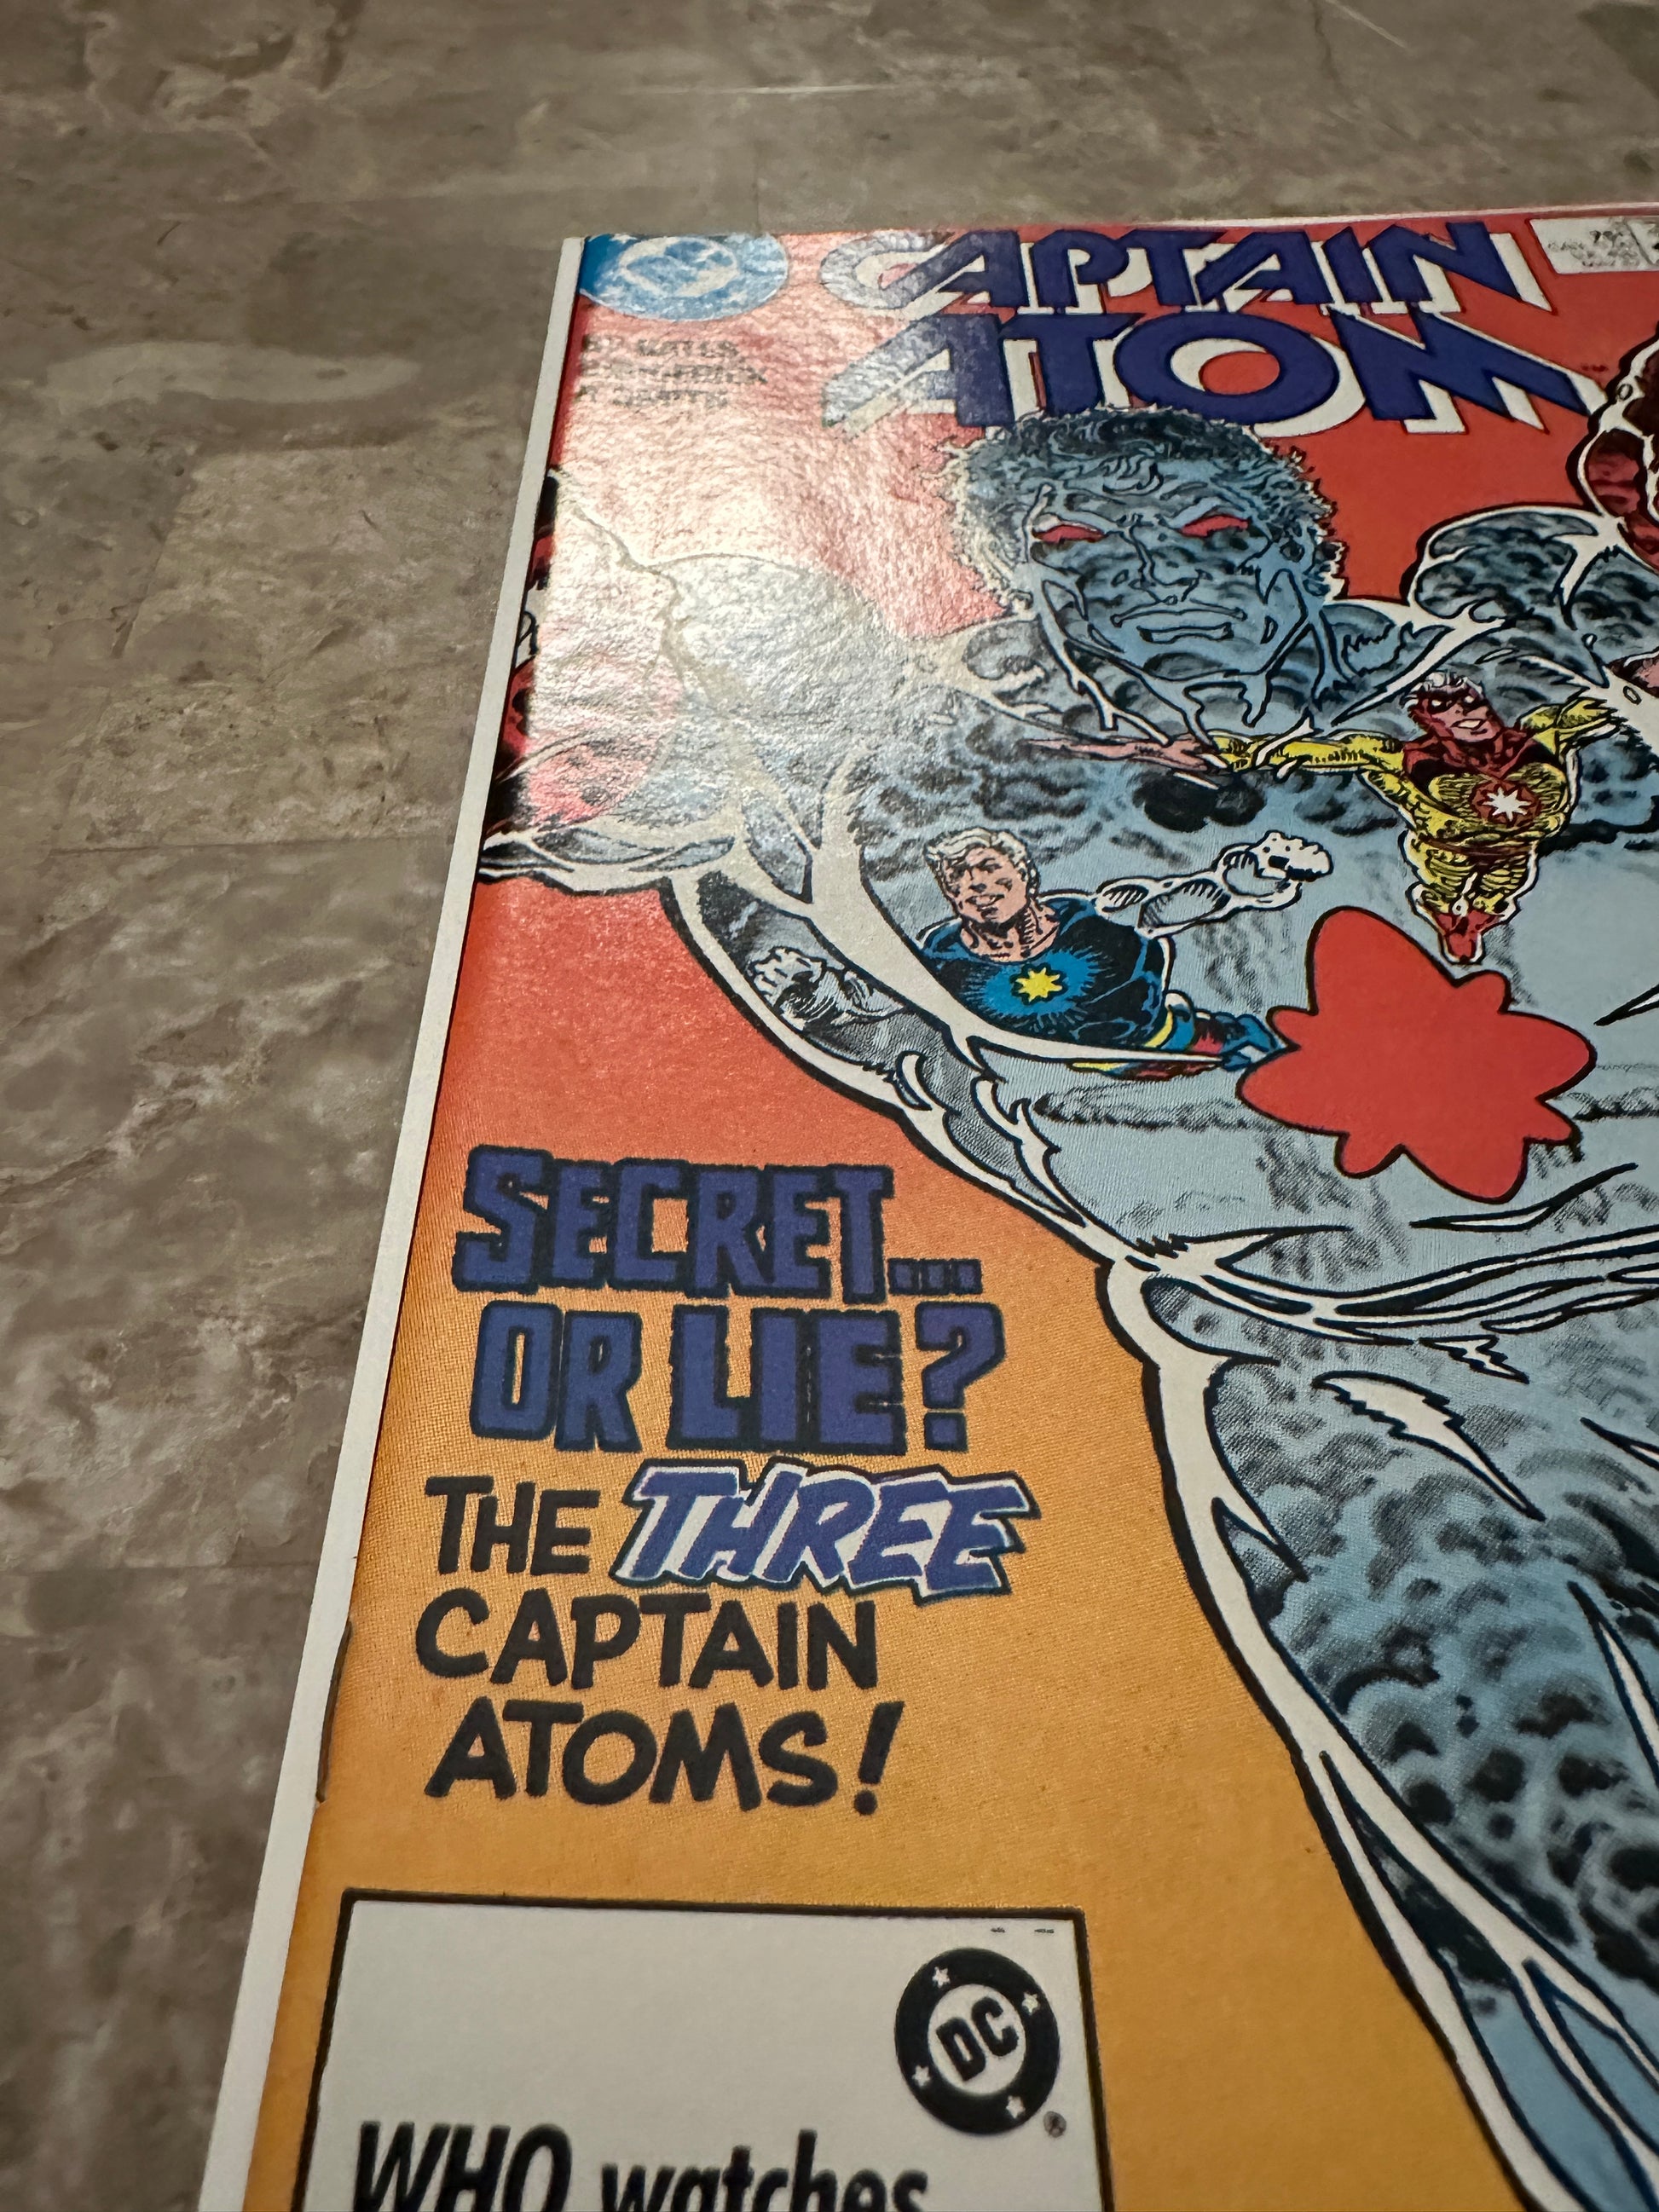 CAPTAIN
ATOM
SECRET...
OR LIE?
THE THREE
CAPTAIN
ATOMS!
DC
®
WHO watches